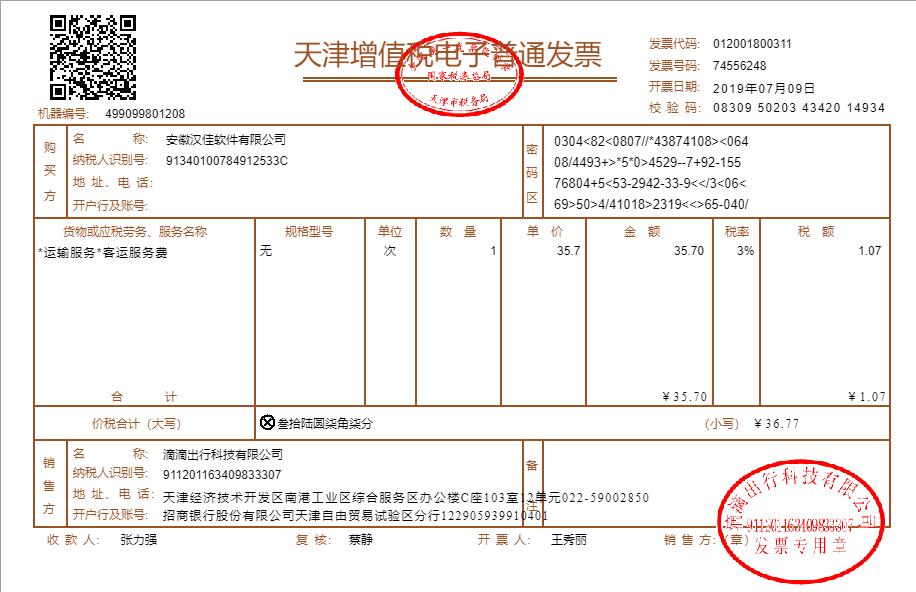 天津增值税电子普通发票
国家税务总局
天津市税务局
发票代码: 012001800311
发票号码: 74556248
开票日期: 2019年07月09日
校验码: 08309 50203 43420 14934
机器编号: 499099801208
购买方
名称: 安徽汉佳软件有限公司
纳税人识别号: 91340100784912533C
地址、电话:
开户行及账号:
密码区
0304<82<0807//*43874108><064
08/4493+>*5*0>4529--7+92-155
76804+5<53-2942-33-9<</3<06<
69>50>4/41018>2319<<>65-040/
货物或应税劳务、服务名称 规格型号 单位 数量 单价 金额 税率 税额
*运输服务*客运服务费 无 次 1 35.7 35.70 3% 1.07
合计 ￥35.70 ￥1.07
价税合计（大写） ⊗叁拾陆圆柒角柒分 （小写） ￥36.77
销售方
名称: 滴滴出行科技有限公司
纳税人识别号: 911201163409833307
地址、电话: 天津经济技术开发区南港工业区综合服务区办公楼C座103室12单元022-59002850
开户行及账号: 招商银行股份有限公司天津自由贸易试验区分行122905939910401
备注
收款人: 张力强 复核: 蔡静 开票人: 王秀丽 销售方:（章）
滴滴出行科技有限公司
911201163409833307
发票专用章